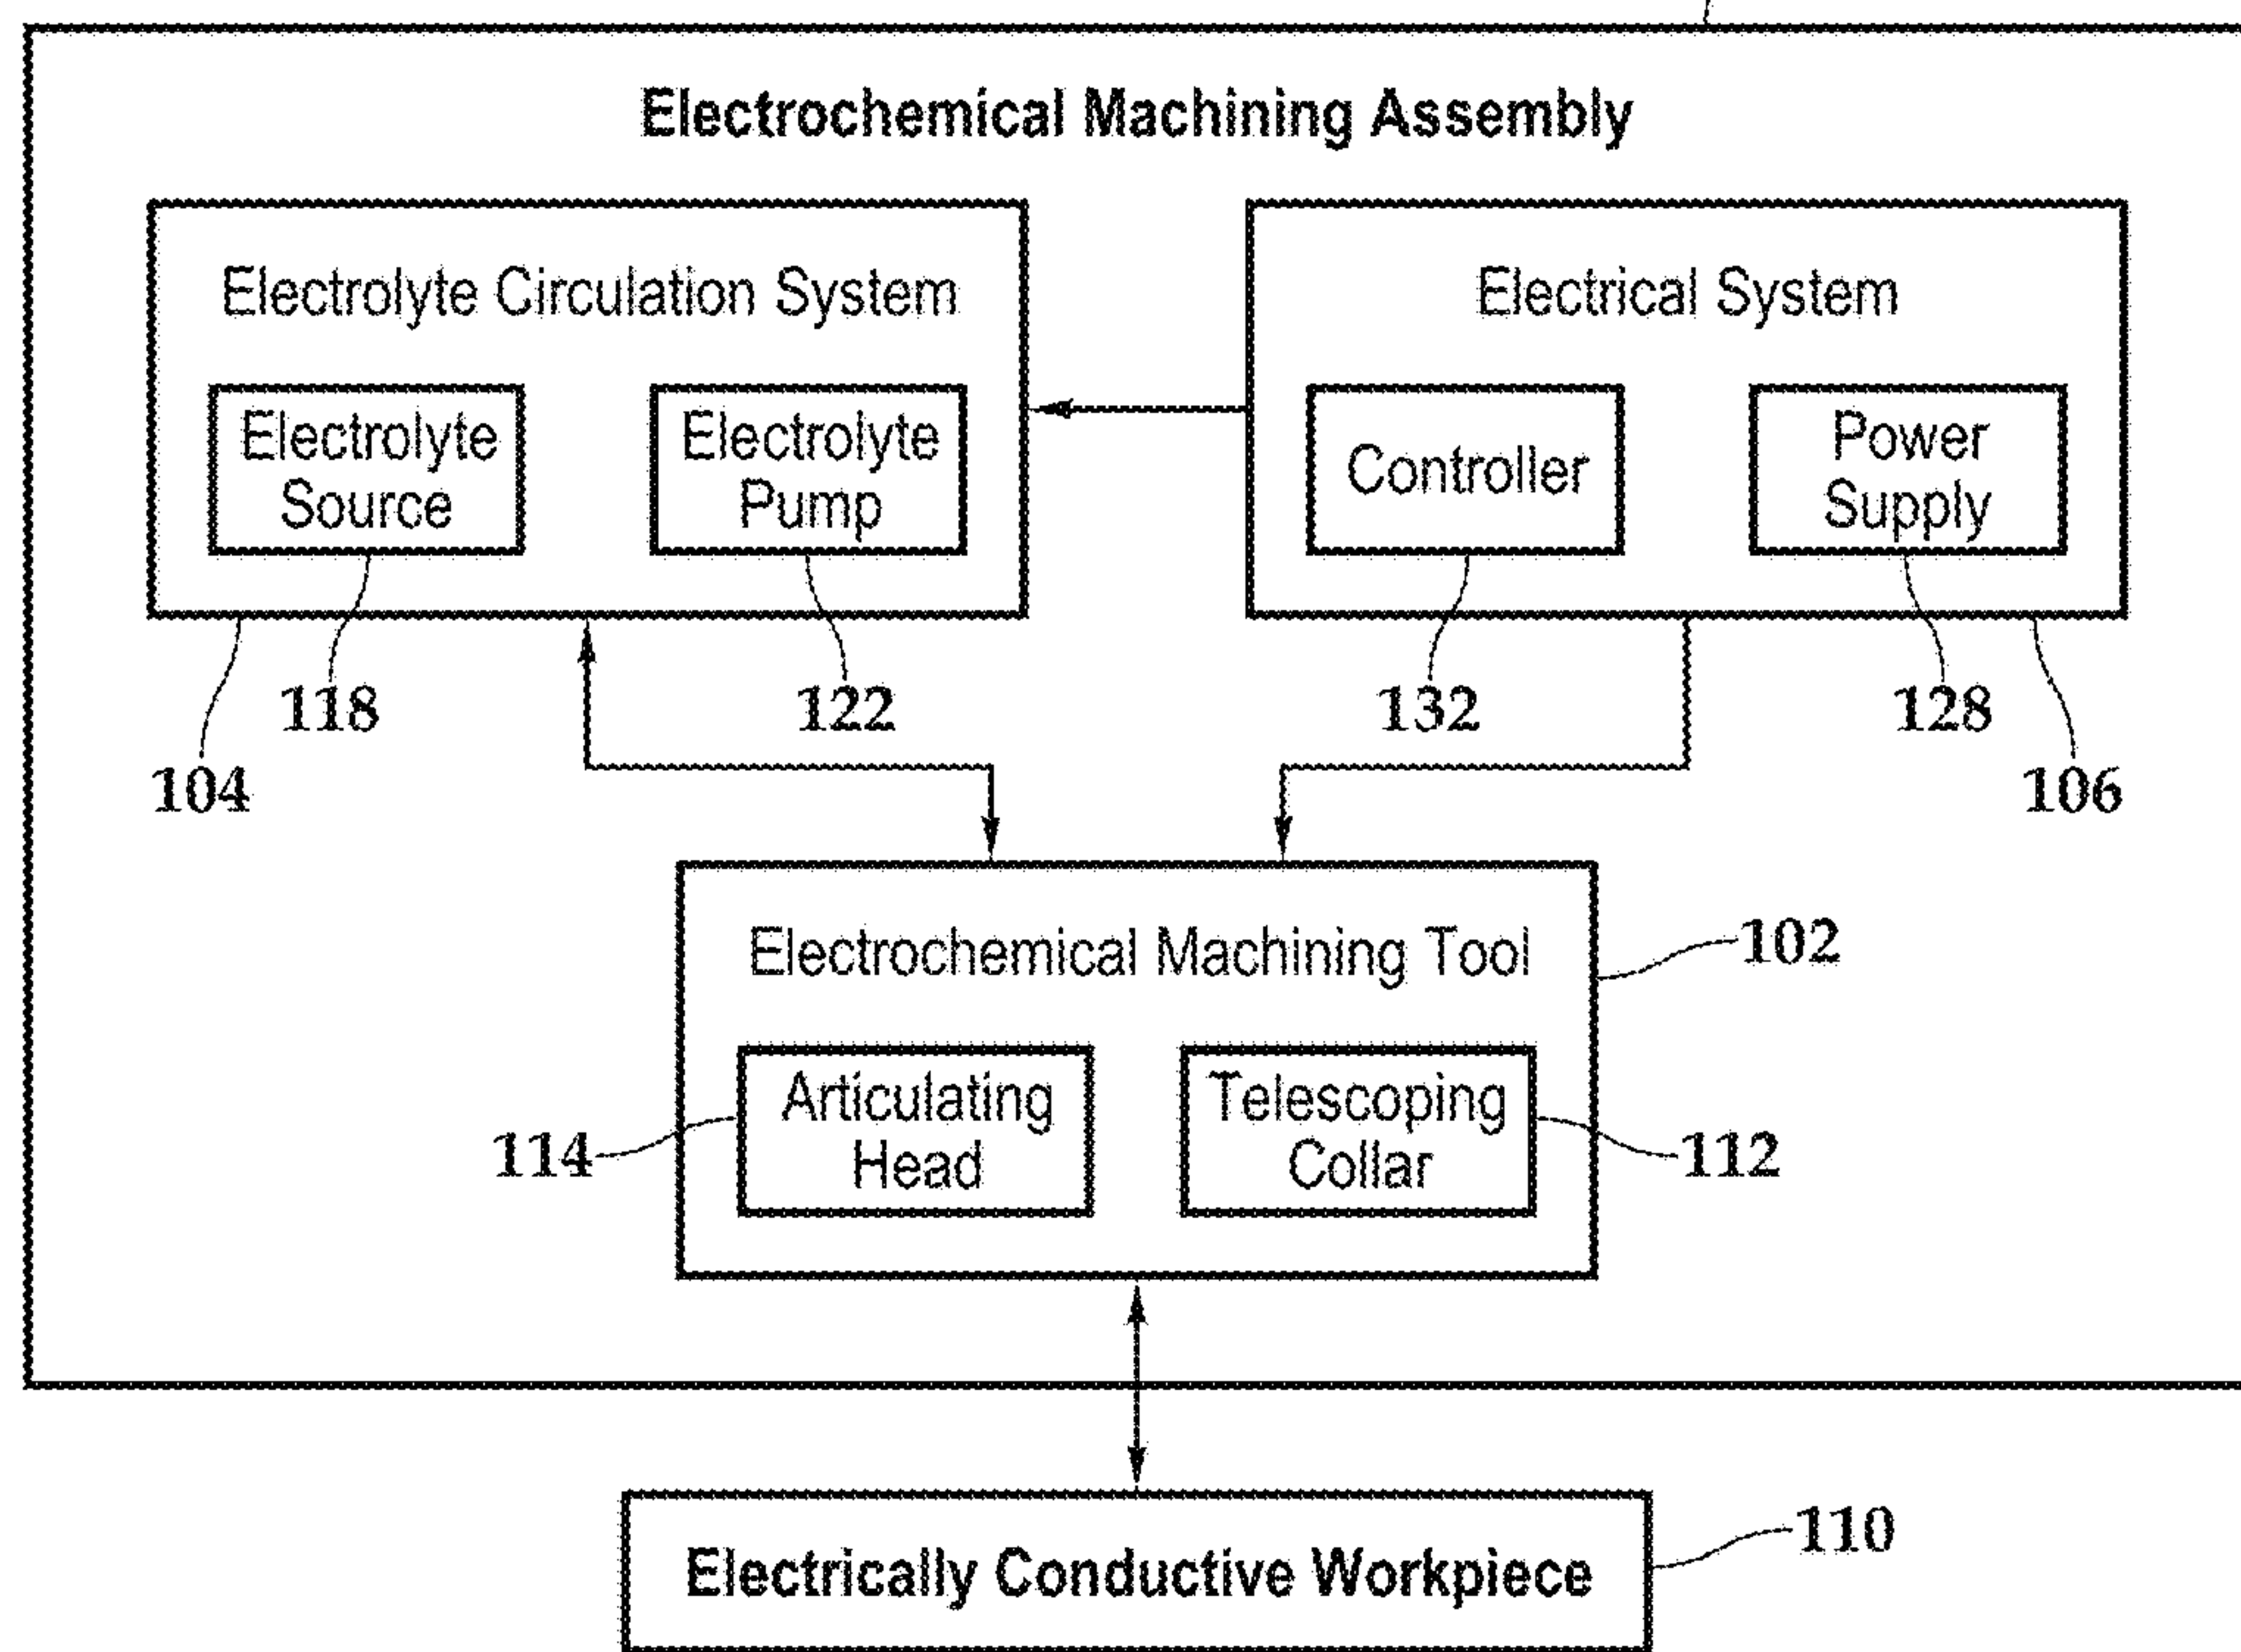 Electrochemical Machining Assembly
Electrolyte Circulation System
Electrolyte
Source
Electrolyte
Pump
118
122
104
Electrical System
Controller
Power
Supply
132
128
106
Electrochemical Machining Tool
102
Articulating
Head
Telescoping
Collar
114
112
Electrically Conductive Workpiece
110